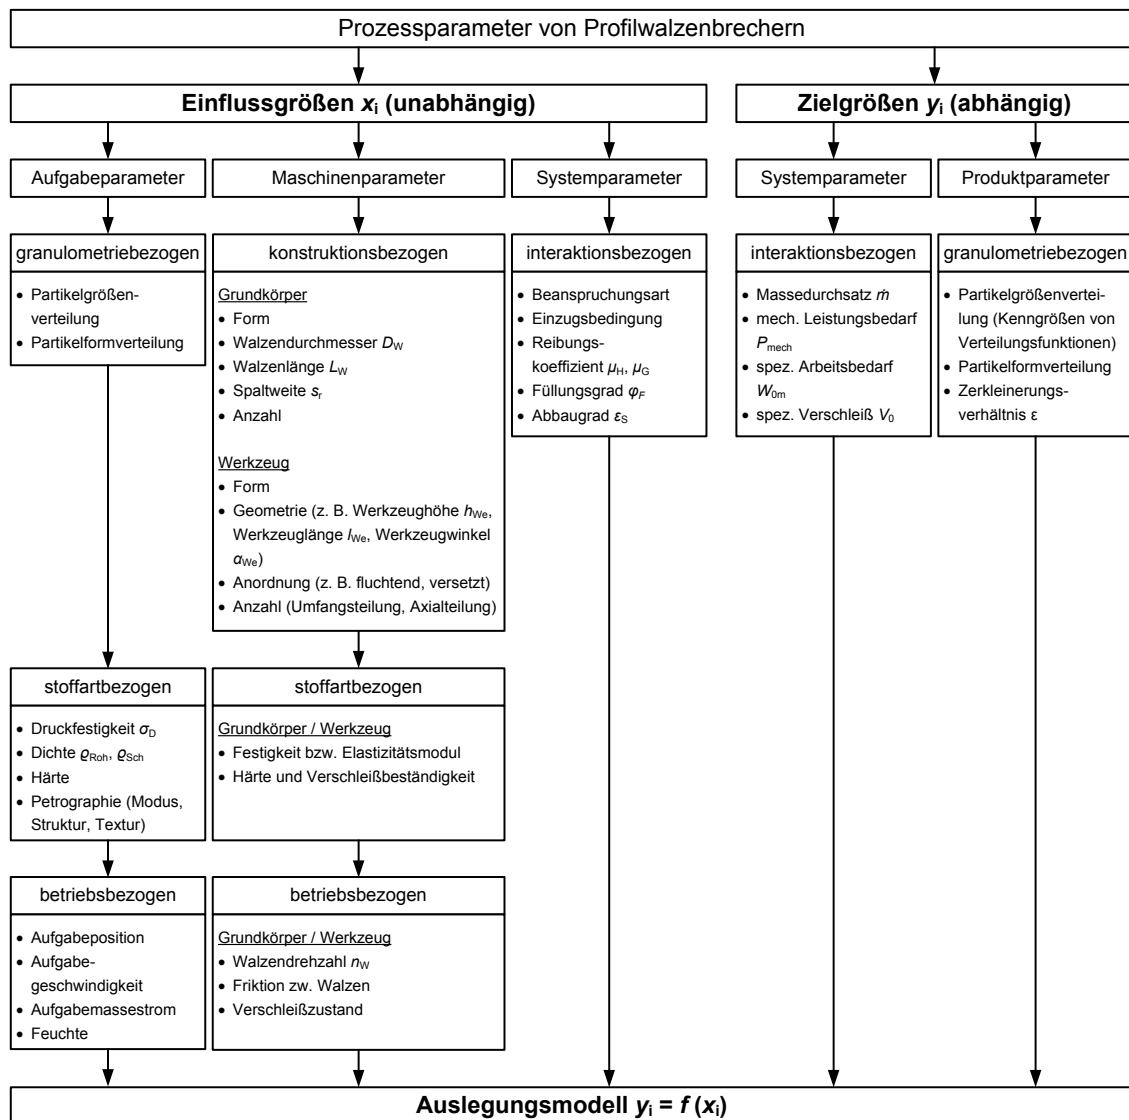 Prozessparameter von Profilwalzenbrechern
Einflussgrößen xi (unabhängig)
Zielgrößen yi (abhängig)
Aufgabeparameter
Maschinenparameter
Systemparameter
Systemparameter
Produktparameter
granulometriebezogen
• Partikelgrößen-
verteilung
• Partikelformverteilung
konstruktionsbezogen
Grundkörper
• Form
• Walzendurchmesser DW
• Walzenlänge LW
• Spaltweite sr
• Anzahl
Werkzeug
• Form
• Geometrie (z. B. Werkzeughöhe hWe,
Werkzeuglänge lWe, Werkzeugwinkel
αWe)
• Anordnung (z. B. fluchtend, versetzt)
• Anzahl (Umfangsteilung, Axialteilung)
interaktionsbezogen
• Beanspruchungsart
• Einzugsbedingung
• Reibungs-
koeffizient μH, μG
• Füllungsgrad φF
• Abbaugrad εS
interaktionsbezogen
• Massedurchsatz ṁ
• mech. Leistungsbedarf
Pmech
• spez. Arbeitsbedarf
W0m
• spez. Verschleiß V0
granulometriebezogen
• Partikelgrößenvertei-
lung (Kenngrößen von
Verteilungsfunktionen)
• Partikelformverteilung
• Zerkleinerungs-
verhältnis ε
stoffartbezogen
• Druckfestigkeit σD
• Dichte ϱRoh, ϱSch
• Härte
• Petrographie (Modus,
Struktur, Textur)
stoffartbezogen
Grundkörper / Werkzeug
• Festigkeit bzw. Elastizitätsmodul
• Härte und Verschleißbeständigkeit
betriebsbezogen
• Aufgabeposition
• Aufgabe-
geschwindigkeit
• Aufgabemassestrom
• Feuchte
betriebsbezogen
Grundkörper / Werkzeug
• Walzendrehzahl nW
• Friktion zw. Walzen
• Verschleißzustand
Auslegungsmodell yi = f (xi)